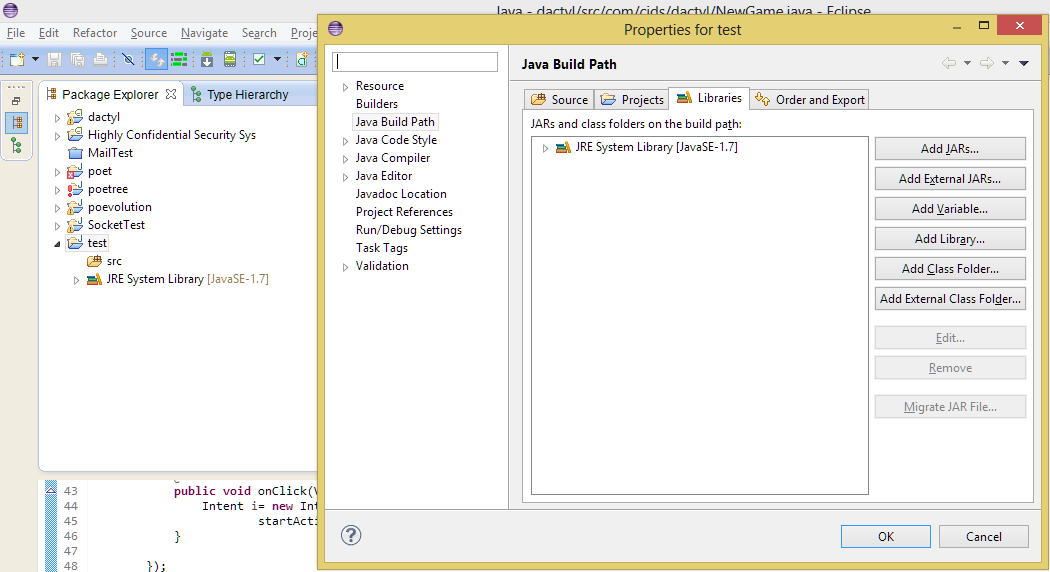 Java - dactyl/src/com/cids/dactyl/NewGame.java - Eclipse
File Edit Refactor Source Navigate Search Proje
Package Explorer
Type Hierarchy
dactyl
Highly Confidential Security Sys
MailTest
poet
poetree
poevolution
SocketTest
test
src
JRE System Library [JavaSE-1.7]
43 public void onClick(V
44 Intent i= new Int
45 startActi
46 }
47
48 });
Properties for test
Resource
Builders
Java Build Path
Java Code Style
Java Compiler
Java Editor
Javadoc Location
Project References
Run/Debug Settings
Task Tags
Validation
Java Build Path
Source
Projects
Libraries
Order and Export
JARs and class folders on the build path:
JRE System Library [JavaSE-1.7]
Add JARs...
Add External JARs...
Add Variable...
Add Library...
Add Class Folder...
Add External Class Folder...
Edit...
Remove
Migrate JAR File...
?
OK
Cancel